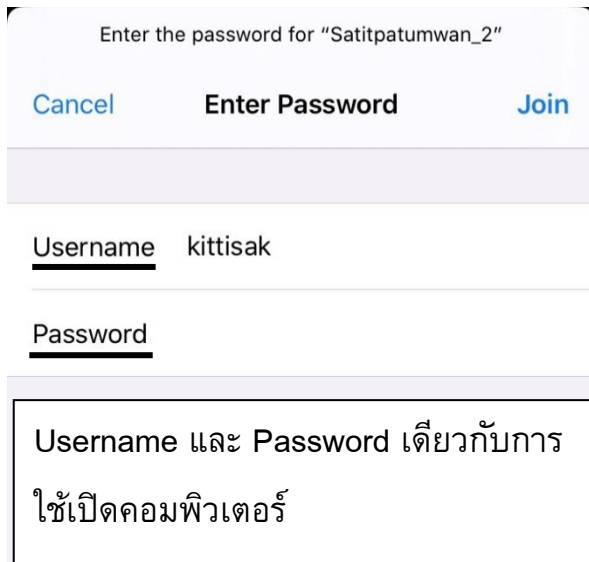 Enter the password for “Satitpatumwan_2”
Cancel Enter Password Join
Username kittisak
Password
Username และ Password เดียวกับการ
ใช้เปิดคอมพิวเตอร์